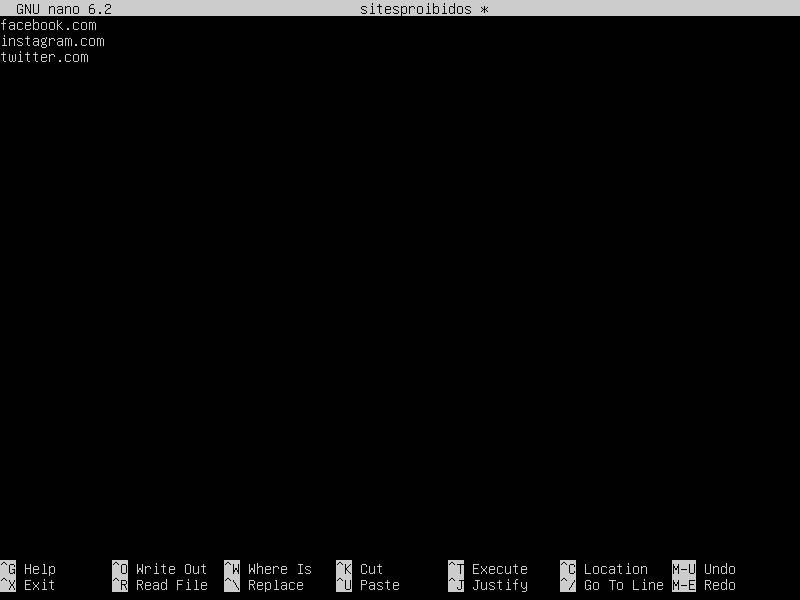 GNU nano 6.2 sitesproibidos *
facebook.com
instagram.com
twitter.com
^G Help ^O Write Out ^W Where Is ^K Cut ^T Execute ^C Location M-U Undo
^X Exit ^R Read File ^\ Replace ^U Paste ^J Justify ^/ Go To Line M-E Redo